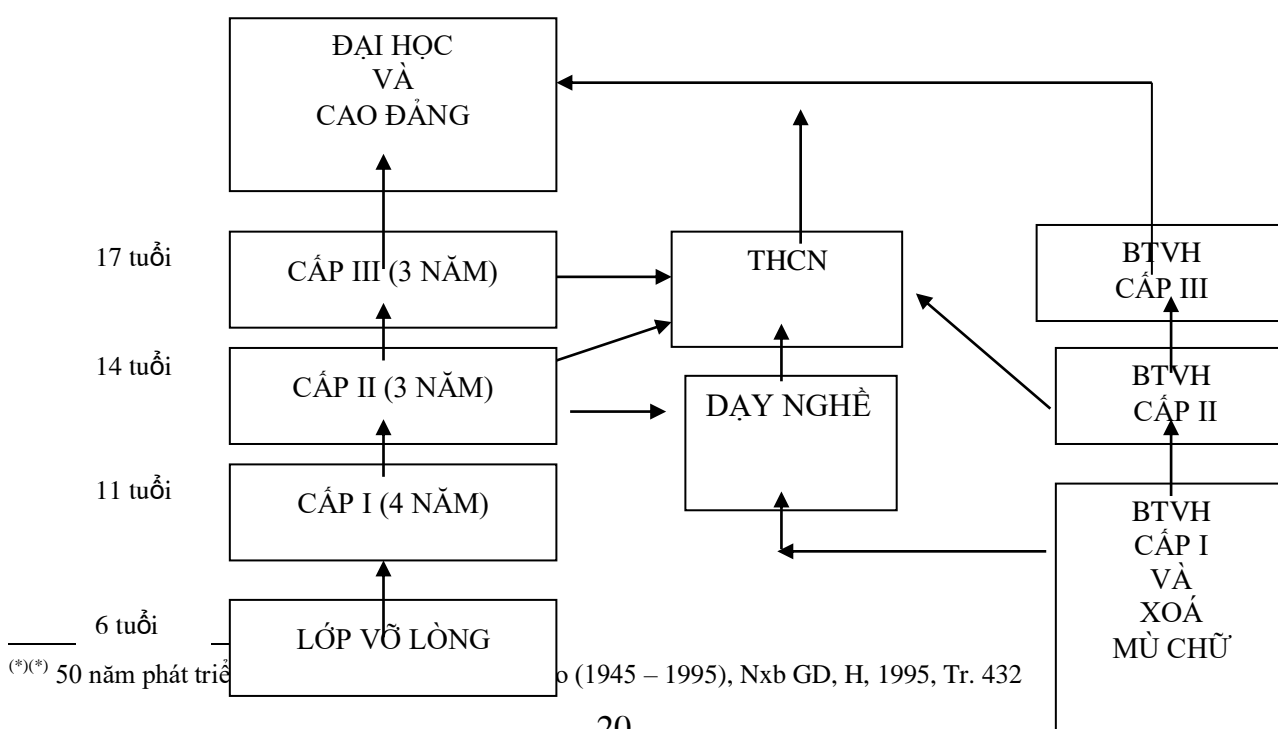 ĐẠI HỌC
VÀ
CAO ĐẢNG
17 tuổi
CẤP III (3 NĂM)
THCN
BTVH
CẤP III
14 tuổi
CẤP II (3 NĂM)
DẠY NGHỀ
BTVH
CẤP II
11 tuổi
CẤP I (4 NĂM)
BTVH
CẤP I
VÀ
XOÁ
MÙ CHỮ
6 tuổi
LỚP VỠ LÒNG
(*)(*) 50 năm phát o (1945 – 1995), Nxb GD, H, 1995, Tr. 432
20